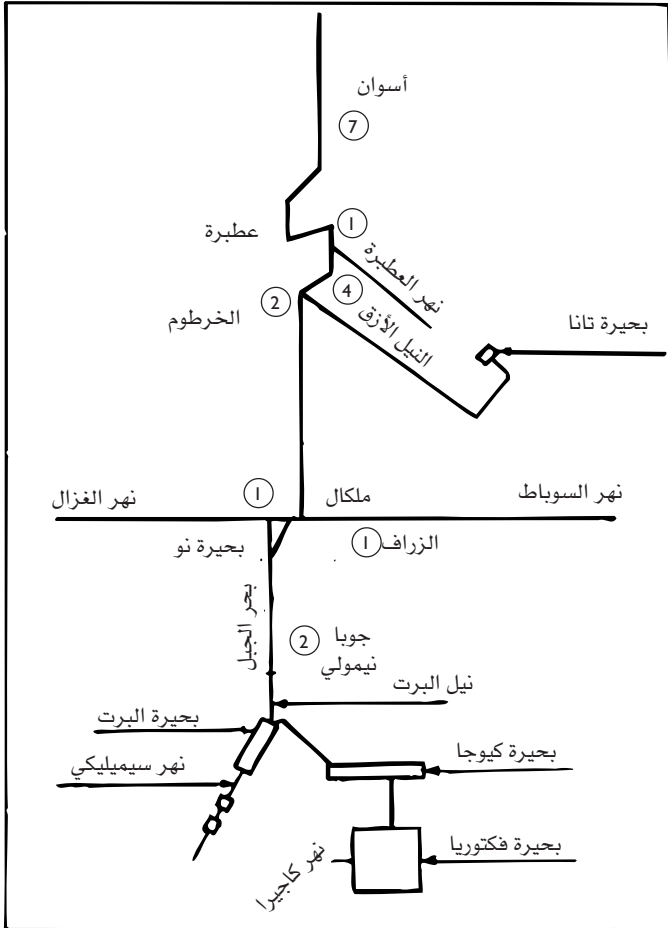 أسوان
7
عطبرة
1
نهر العطبرة
4
2
الخرطوم
النيل الأزق
بحيرة تانا
نهر الغزال
1
ملكال
نهر السوباط
بحيرة نو
1
الزراف
بحر الجبل
2
جوبا
نيمولي
نيل البرت
بحيرة البرت
نهر سيميليكي
بحيرة كيوجا
بحيرة فكتوريا
نهر كاجيرا